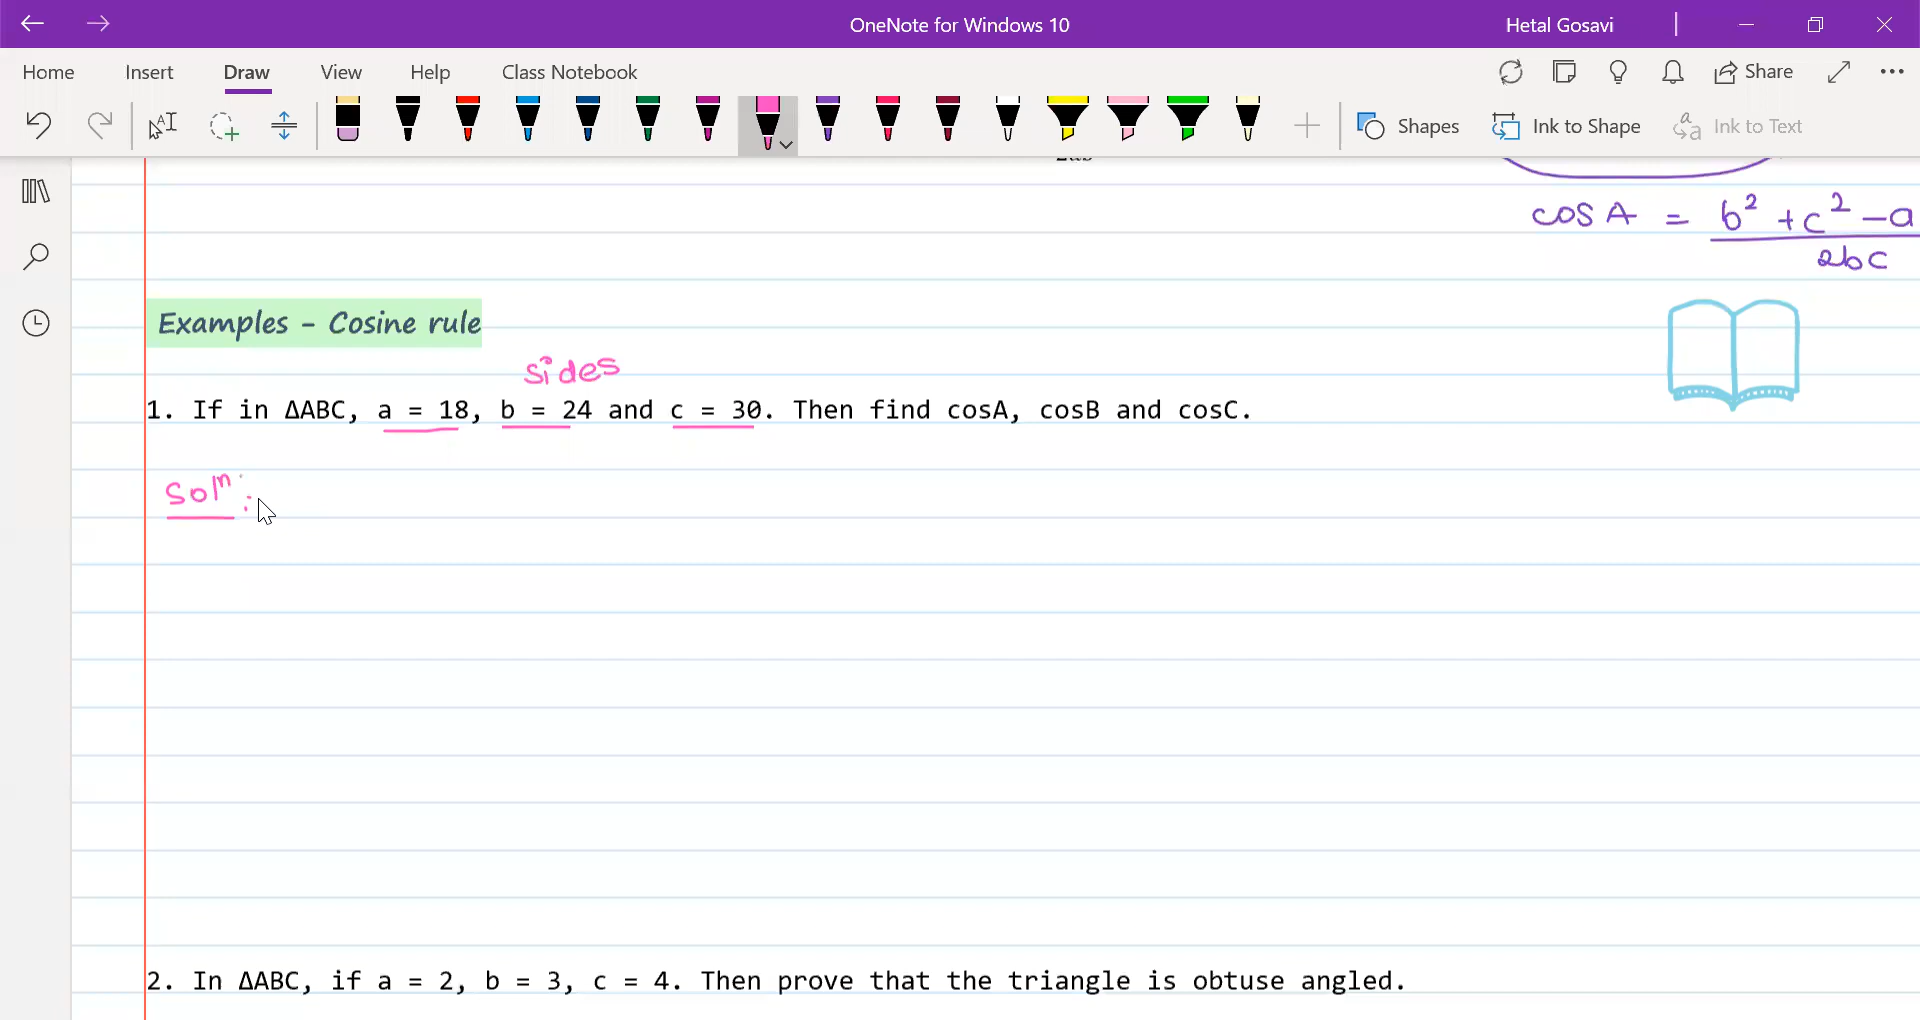 OneNote for Windows 10
Hetal Gosavi
Home Insert Draw View Help Class Notebook Share
Shapes Ink to Shape Ink to Text
cos A = b² + c² - a
2bc
Examples - Cosine rule
sides
1. If in ΔABC, a = 18, b = 24 and c = 30. Then find cosA, cosB and cosC.
Solⁿ:
2. In ΔABC, if a = 2, b = 3, c = 4. Then prove that the triangle is obtuse angled.